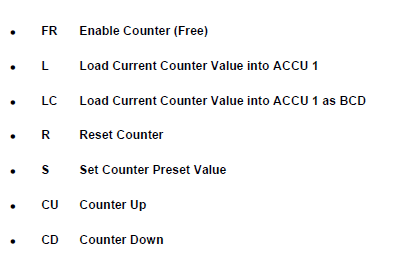 • FR Enable Counter (Free)
• L Load Current Counter Value into ACCU 1
• LC Load Current Counter Value into ACCU 1 as BCD
• R Reset Counter
• S Set Counter Preset Value
• CU Counter Up
• CD Counter Down